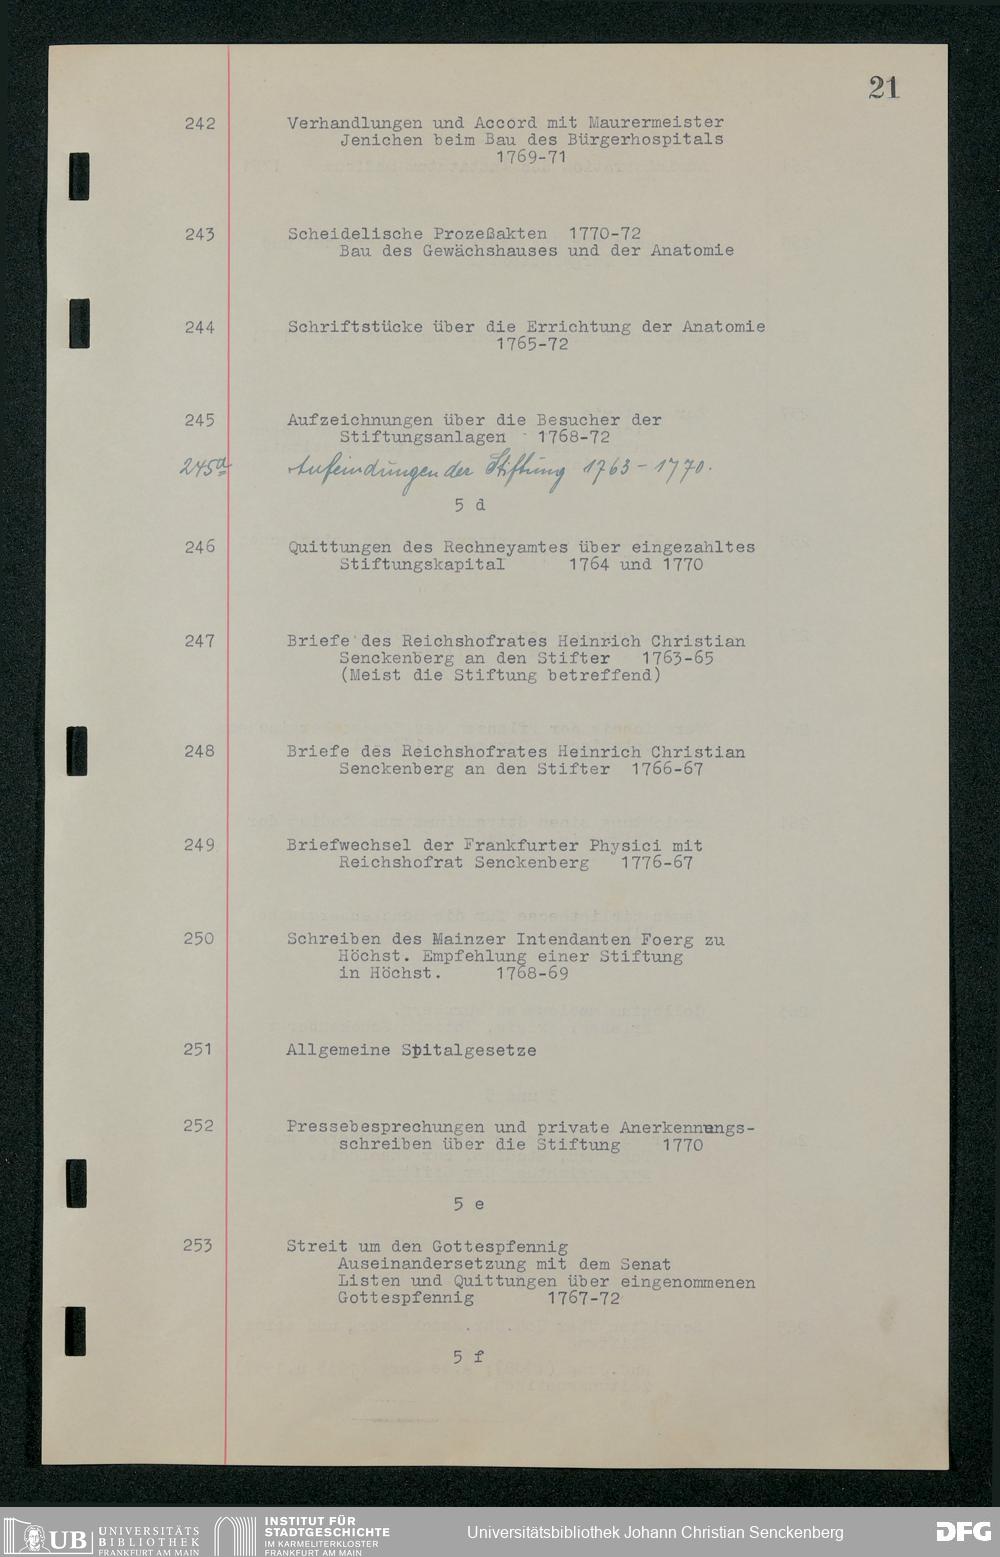 21
242 Verhandlungen und Accord mit Maurermeister
Jenichen beim Bau des Bürgerhospitals
1769-71
243 Scheidelische Prozeßakten 1770-72
Bau des Gewächshauses und der Anatomie
244 Schriftstücke über die Errichtung der Anatomie
1765-72
245 Aufzeichnungen über die Besucher der
Stiftungsanlagen 1768-72
245a Anfeindungen der Stiftung 1763-1770.
5 d
246 Quittungen des Rechneyamtes über eingezahltes
Stiftungskapital 1764 und 1770
247 Briefe des Reichshofrates Heinrich Christian
Senckenberg an den Stifter 1763-65
(Meist die Stiftung betreffend)
248 Briefe des Reichshofrates Heinrich Christian
Senckenberg an den Stifter 1766-67
249 Briefwechsel der Frankfurter Physici mit
Reichshofrat Senckenberg 1776-67
250 Schreiben des Mainzer Intendanten Foerg zu
Höchst. Empfehlung einer Stiftung
in Höchst. 1768-69
251 Allgemeine Spitalgesetze
252 Pressebesprechungen und private Anerkennungs-
schreiben über die Stiftung 1770
5 e
253 Streit um den Gottespfennig
Auseinandersetzung mit dem Senat
Listen und Quittungen über eingenommenen
Gottespfennig 1767-72
5 f
UB UNIVERSITÄTS
BIBLIOTHEK
FRANKFURT AM MAIN
INSTITUT FÜR
STADTGESCHICHTE
IM KARMELITERKLOSTER
FRANKFURT AM MAIN
Universitätsbibliothek Johann Christian Senckenberg
DFG